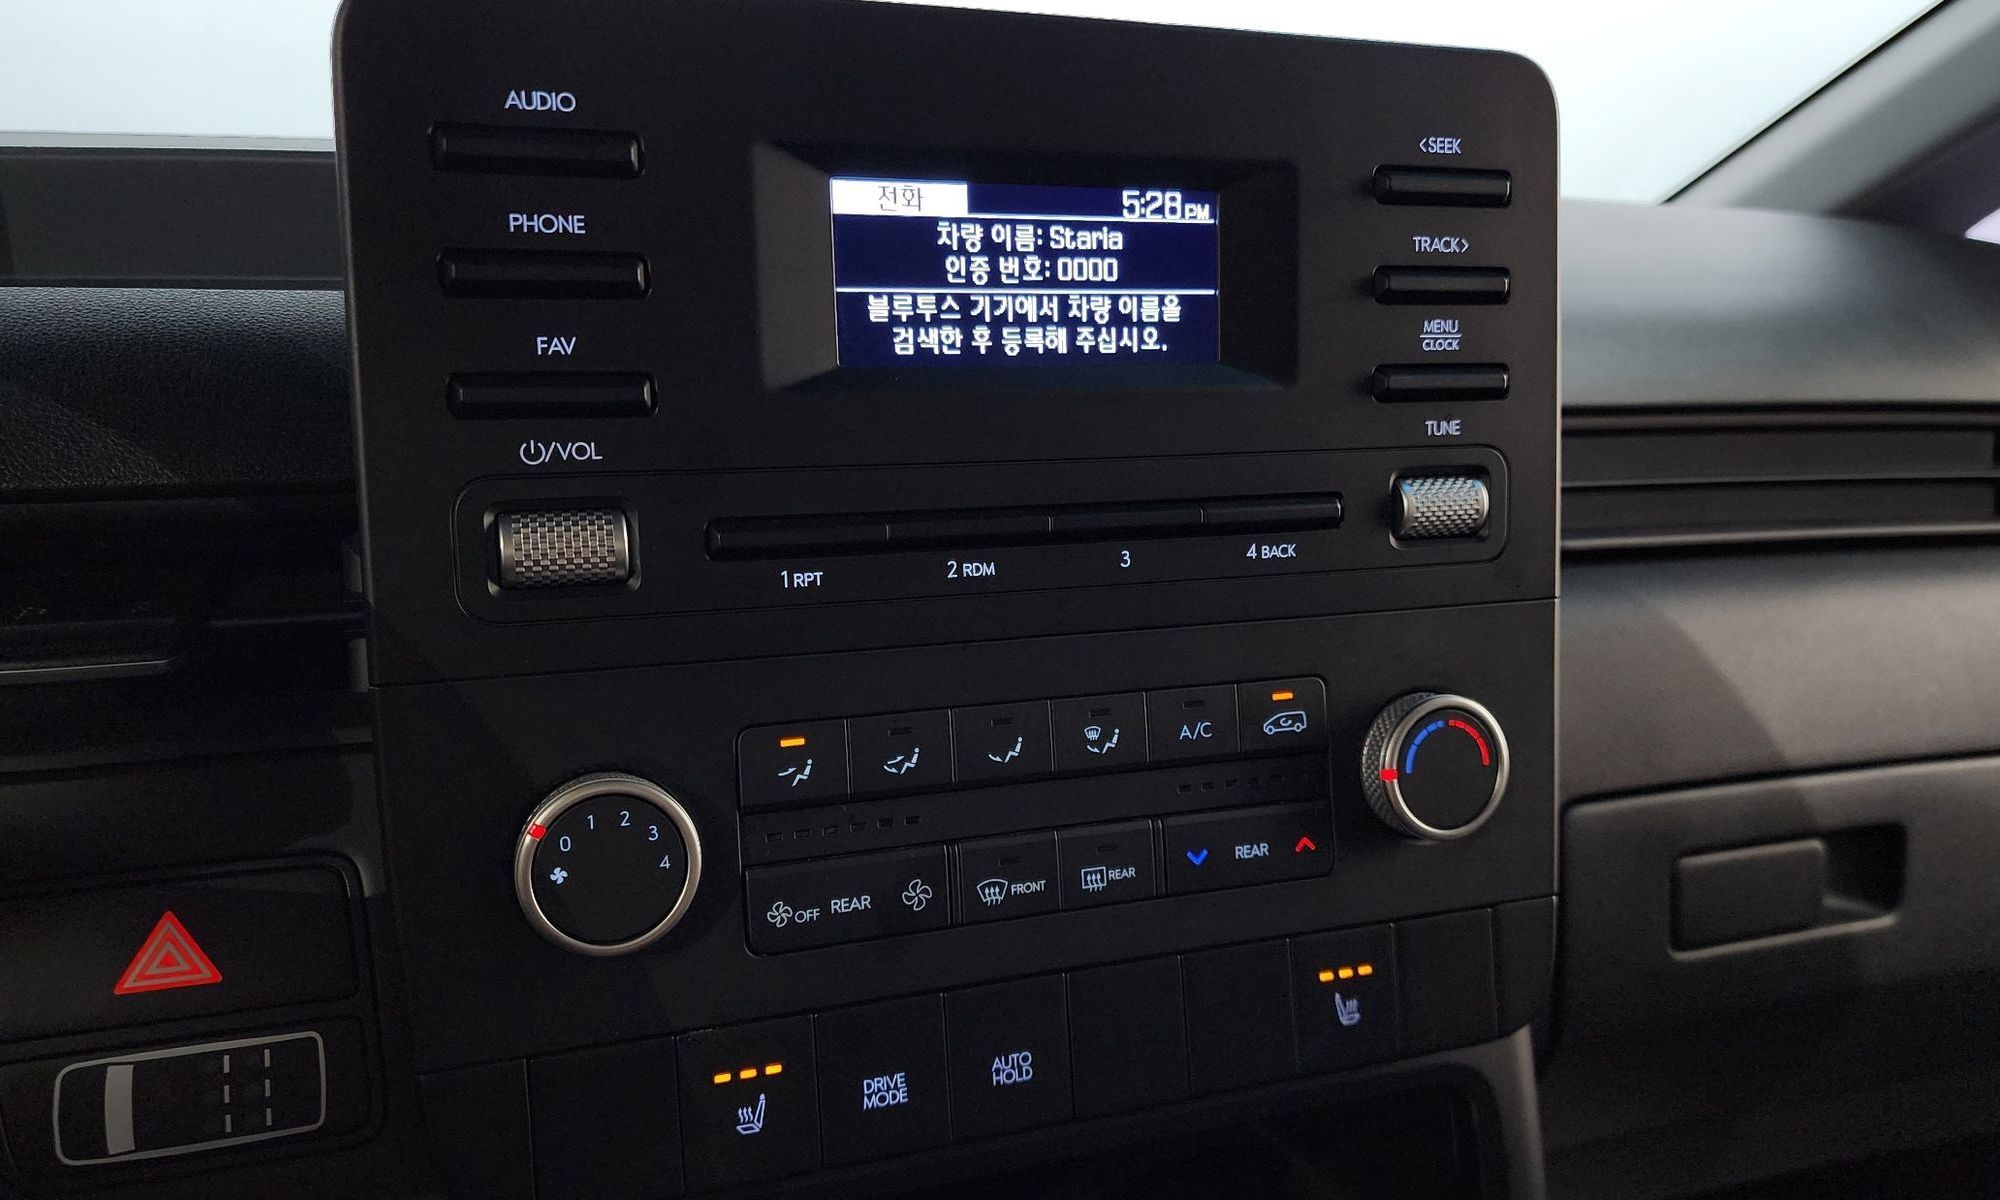 AUDIO
PHONE
FAV
/VOL
전화 5:28 PM
차량 이름: Staria
인증 번호: 0000
블루투스 기기에서 차량 이름을
검색한 후 등록해 주십시오.
<SEEK
TRACK>
MENU
CLOCK
TUNE
1 RPT 2 RDM 3 4 BACK
A/C
0 1 2 3 4
OFF REAR
FRONT
REAR
REAR
DRIVE
MODE
AUTO
HOLD